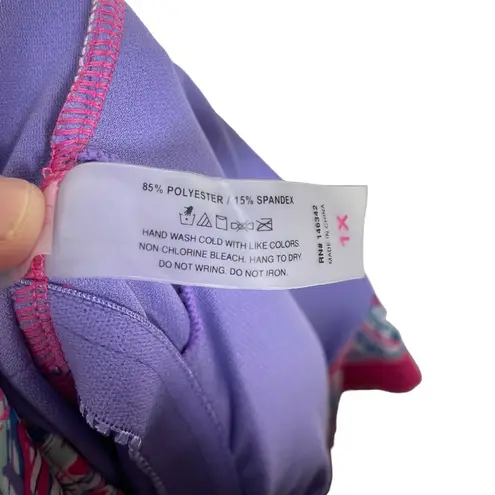 85% POLYESTER / 15% SPANDEX
HAND WASH COLD WITH LIKE COLORS.
NON-CHLORINE BLEACH. HANG TO DRY.
DO NOT WRING. DO NOT IRON.
RN# 146342
MADE IN CHINA
1X